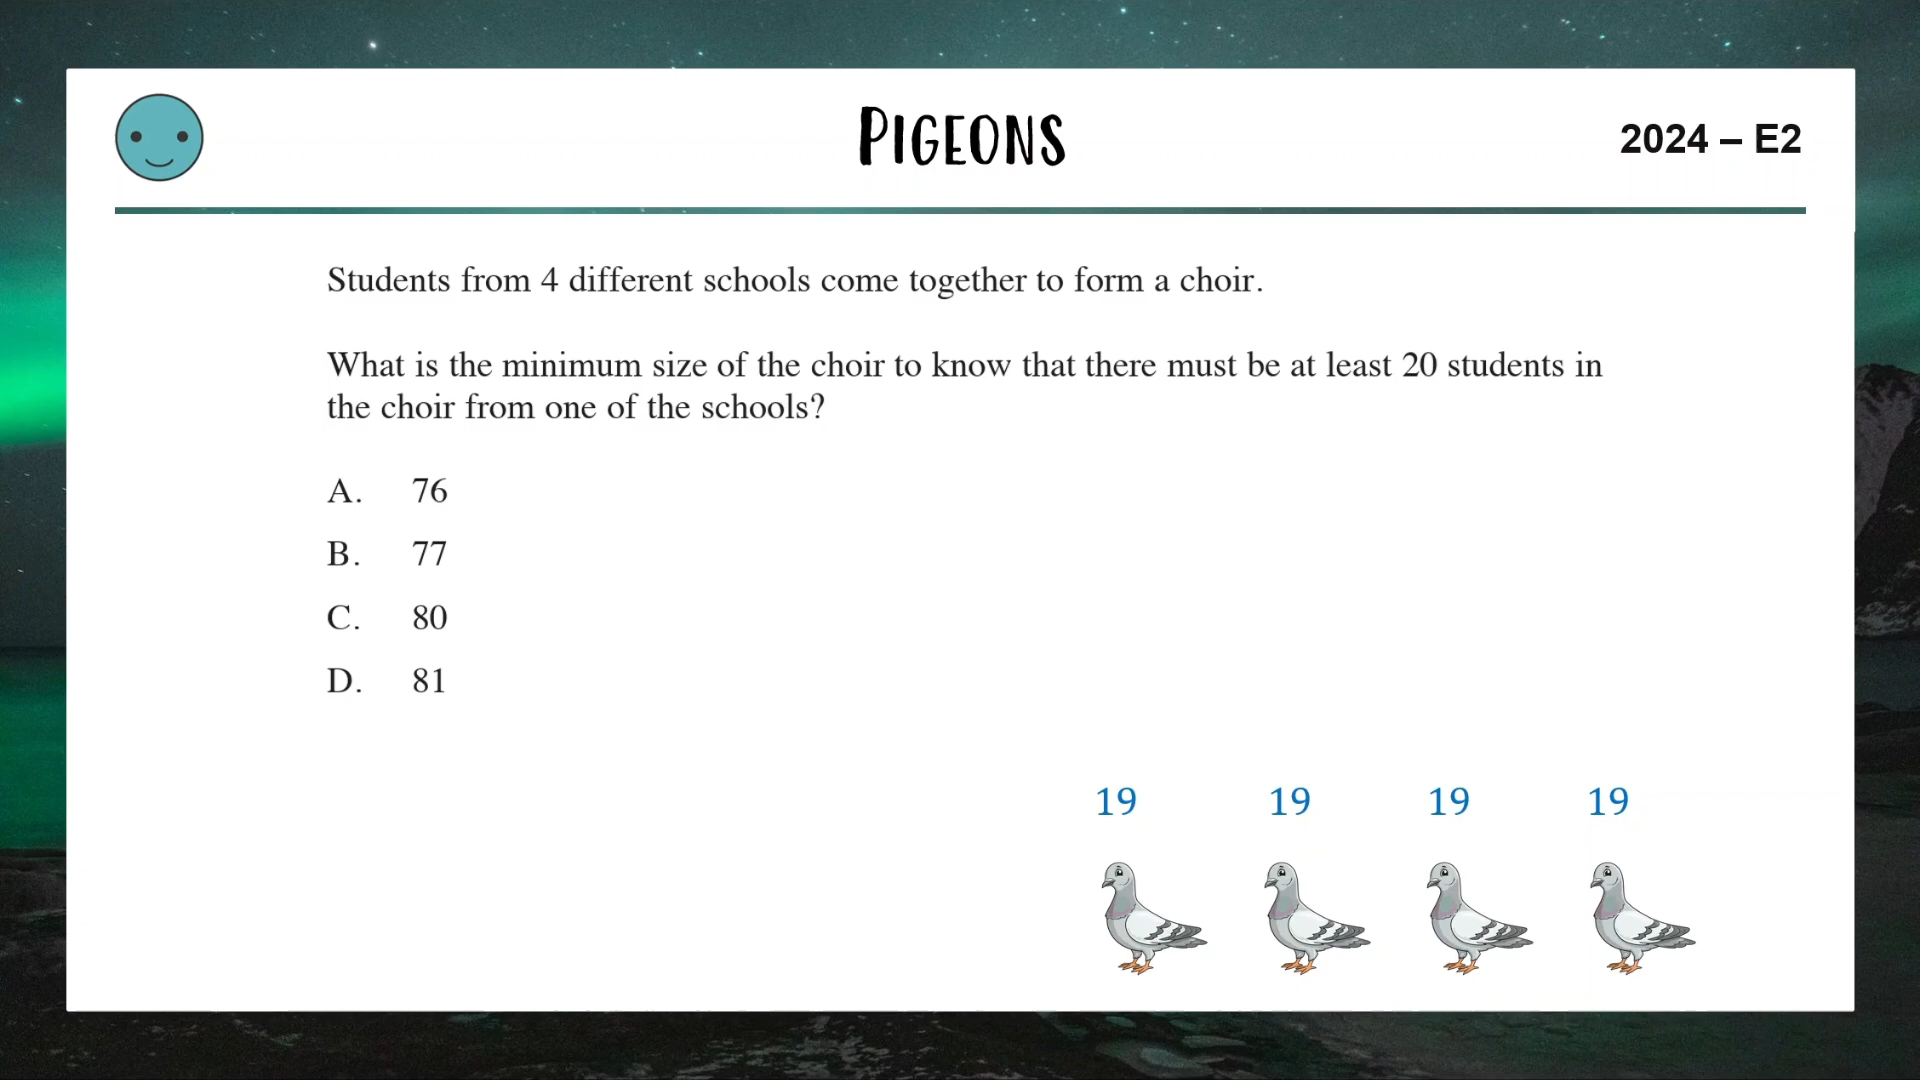 PIGEONS
2024 – E2
Students from 4 different schools come together to form a choir.
What is the minimum size of the choir to know that there must be at least 20 students in
the choir from one of the schools?
A. 76
B. 77
C. 80
D. 81
19 19 19 19